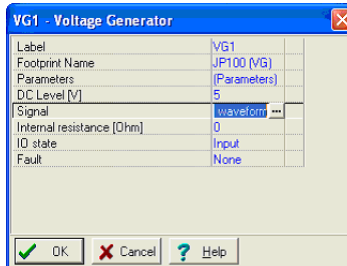 VG1 - Voltage Generator
Label VG1
Footprint Name JP100 (VG)
Parameters (Parameters)
DC Level [V] 5
Signal waveform ...
Internal resistance [Ohm] 0
IO state Input
Fault None
OK Cancel ? Help